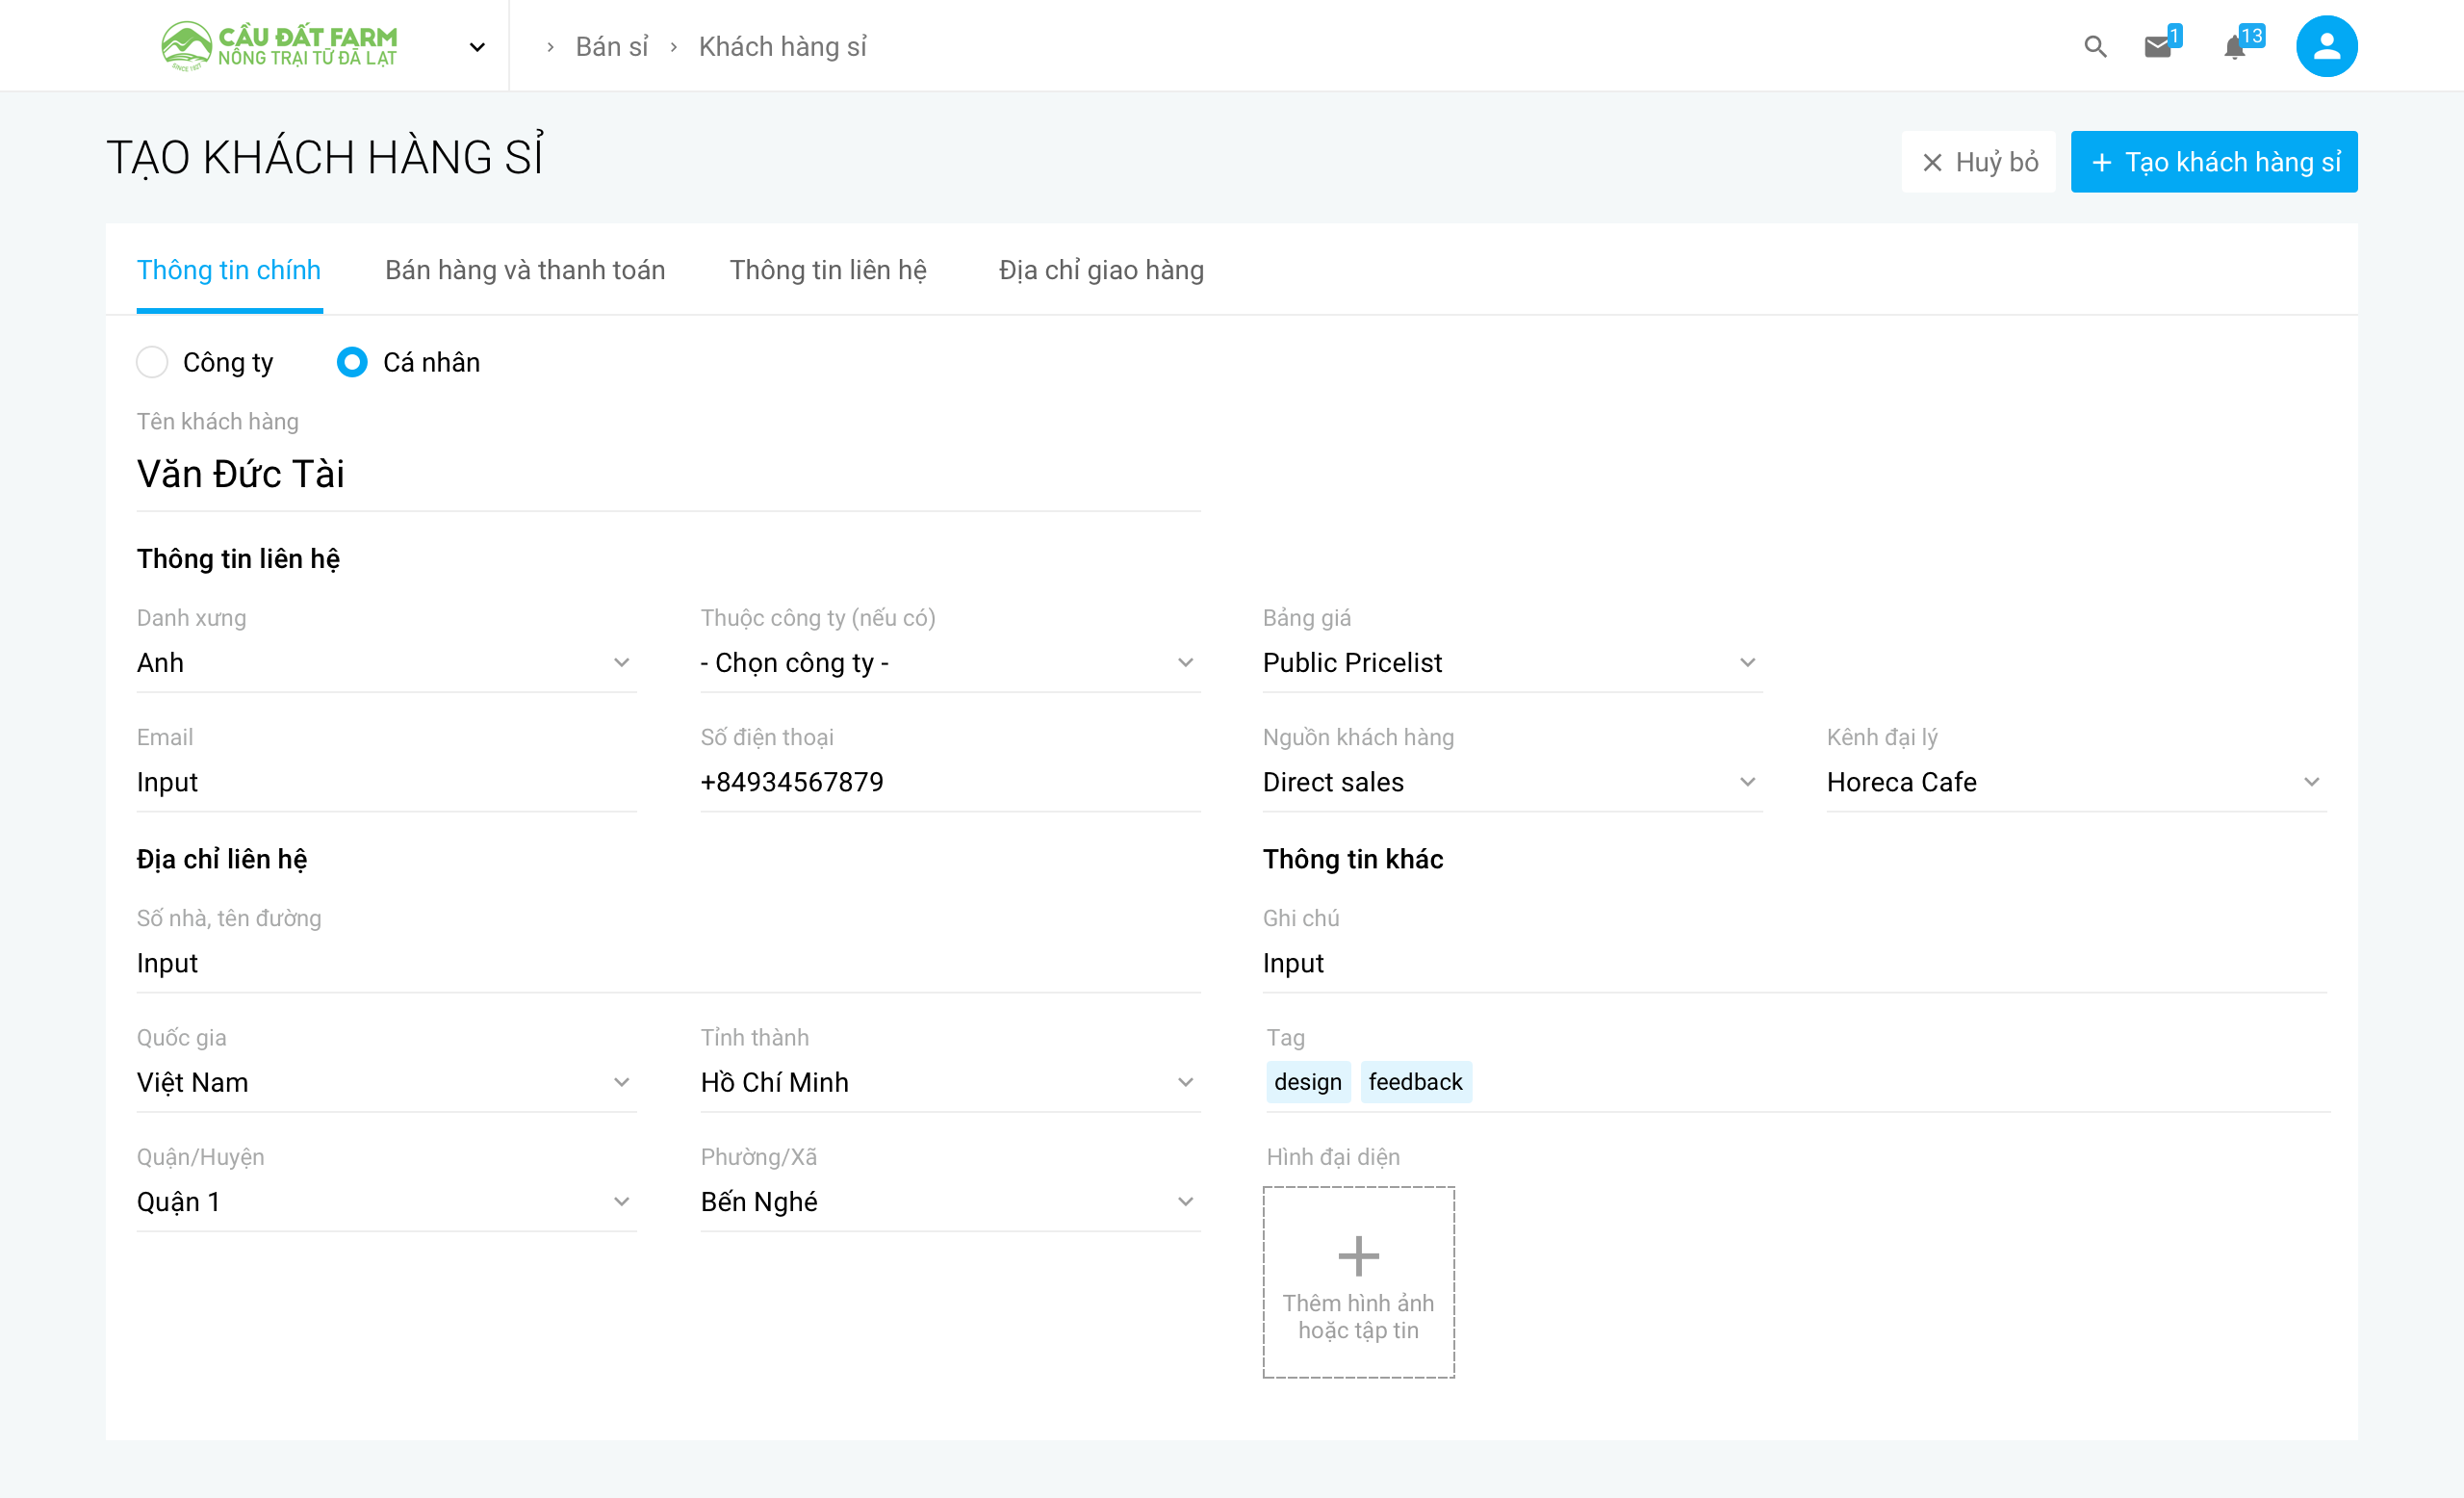 CẦU ĐẤT FARM
NÔNG TRẠI TỪ ĐÀ LẠT
SINCE 1927
Bán sỉ
Khách hàng sỉ
1
13
TẠO KHÁCH HÀNG SỈ
Huỷ bỏ
Tạo khách hàng sỉ
Thông tin chính
Bán hàng và thanh toán
Thông tin liên hệ
Địa chỉ giao hàng
Công ty
Cá nhân
Tên khách hàng
Văn Đức Tài
Thông tin liên hệ
Danh xưng
Thuộc công ty (nếu có)
Bảng giá
Anh
- Chọn công ty -
Public Pricelist
Email
Số điện thoại
Nguồn khách hàng
Kênh đại lý
Input
+84934567879
Direct sales
Horeca Cafe
Địa chỉ liên hệ
Thông tin khác
Số nhà, tên đường
Ghi chú
Input
Input
Quốc gia
Tỉnh thành
Tag
Việt Nam
Hồ Chí Minh
design
feedback
Quận/Huyện
Phường/Xã
Hình đại diện
Quận 1
Bến Nghé
Thêm hình ảnh
hoặc tập tin